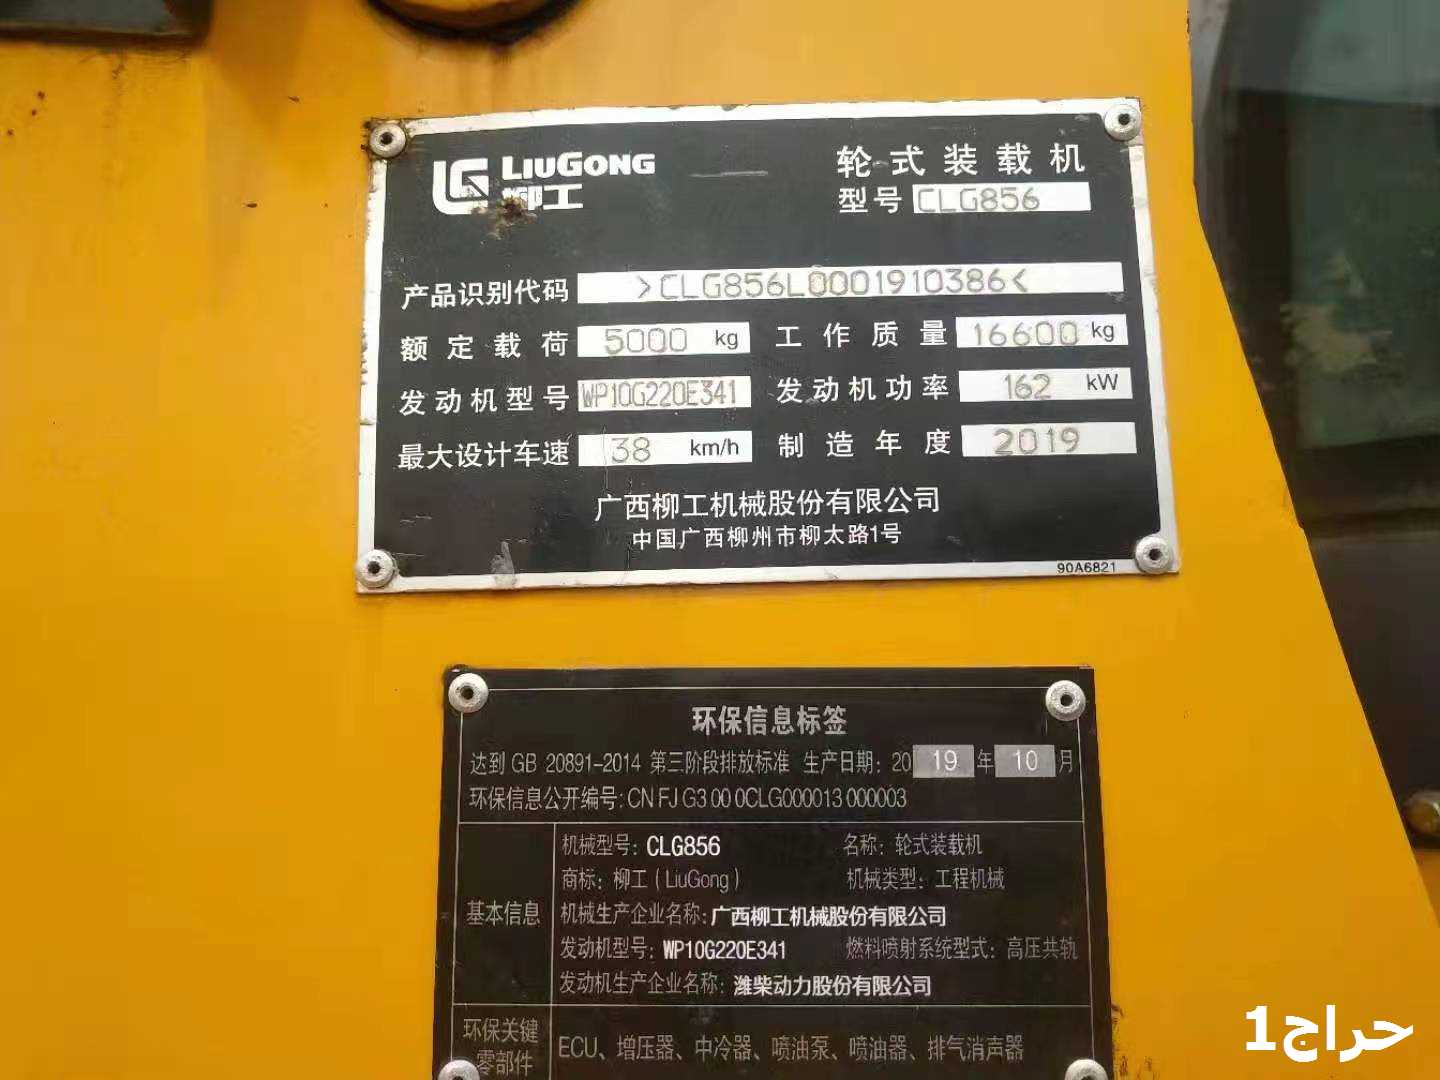 LIUGONG
柳工
轮式装载机
型号 CLG856
产品识别代码 >CLG856L0001910386<
额定载荷 5000 kg 工作质量 16600 kg
发动机型号 WP10G220E341 发动机功率 162 kW
最大设计车速 38 km/h 制造年度 2019
广西柳工机械股份有限公司
中国广西柳州市柳太路1号
90A6821
环保信息标签
达到 GB 20891-2014 第三阶段排放标准 生产日期: 2019年10月
环保信息公开编号: CN FJ G3 00 0CLG000013 000003
基本信息
机械型号: CLG856 名称: 轮式装载机
商标: 柳工 (LiuGong) 机械类型: 工程机械
机械生产企业名称: 广西柳工机械股份有限公司
发动机型号: WP10G220E341 燃料喷射系统型式: 高压共轨
发动机生产企业名称: 潍柴动力股份有限公司
环保关键零部件
ECU、增压器、中冷器、喷油泵、喷油器、排气消声器
حراج1